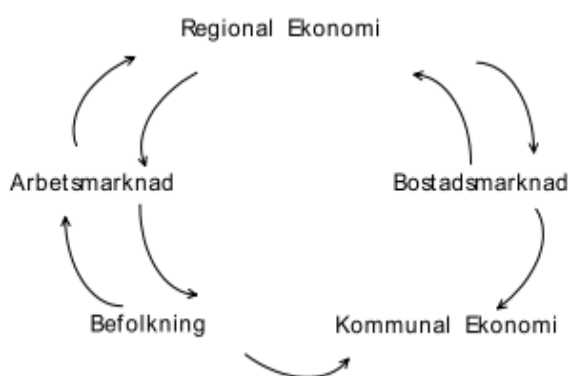 Regional Ekonomi
Arbetsmarknad
Bostadsmarknad
Befolkning
Kommunal Ekonomi